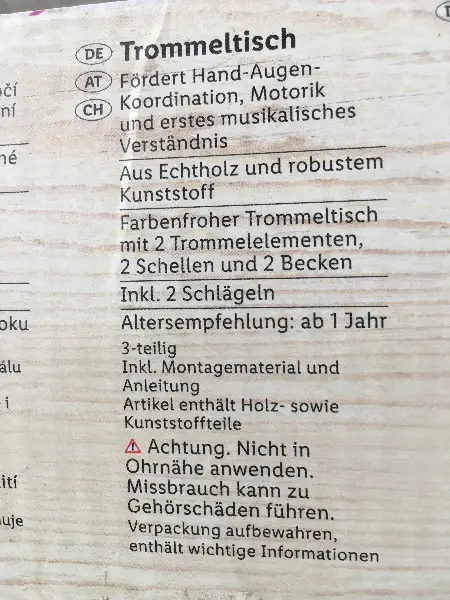 DE Trommeltisch
AT Fördert Hand-Augen-
CH Koordination, Motorik
und erstes musikalisches
Verständnis
Aus Echtholz und robustem
Kunststoff
Farbenfroher Trommeltisch
mit 2 Trommelelementen,
2 Schellen und 2 Becken
Inkl. 2 Schlägeln
Altersempfehlung: ab 1 Jahr
3-teilig
Inkl. Montagematerial und
Anleitung
Artikel enthält Holz- sowie
Kunststoffteile
Achtung. Nicht in
Ohrnähe anwenden.
Missbrauch kann zu
Gehörschäden führen.
Verpackung aufbewahren,
enthält wichtige Informationen